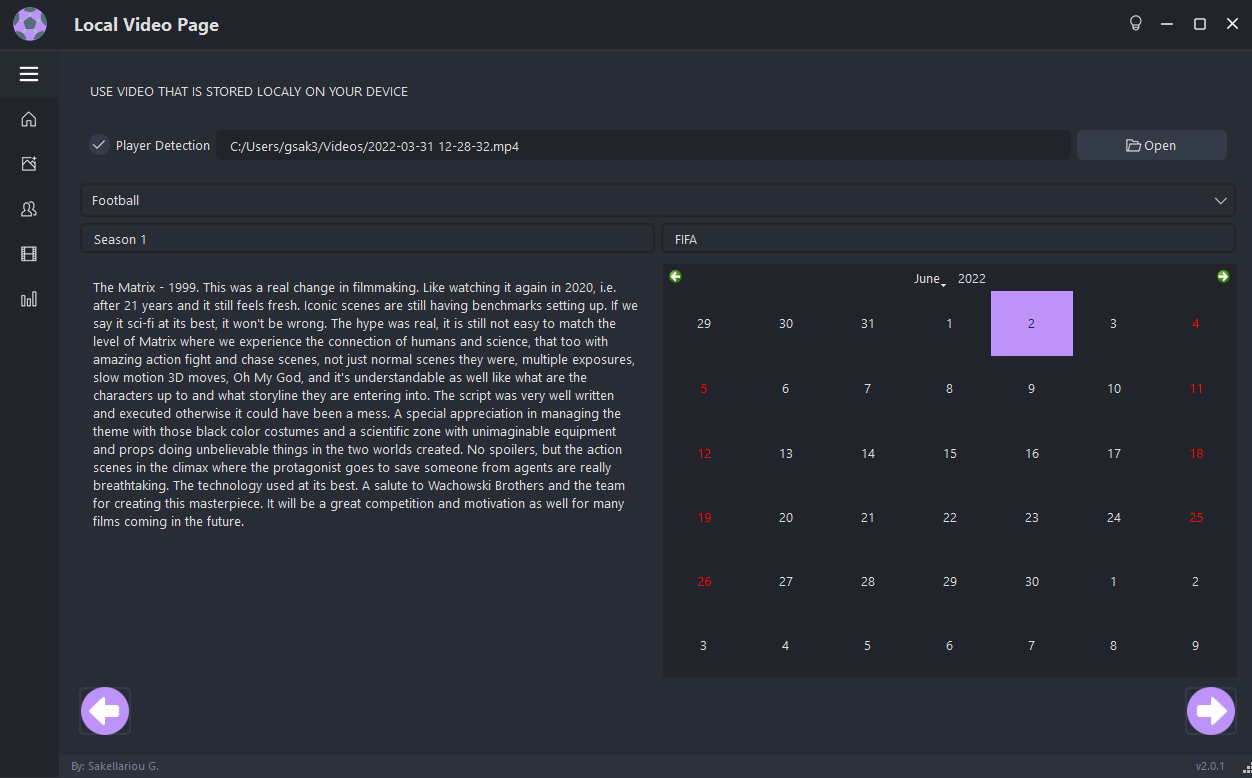 Local Video Page
USE VIDEO THAT IS STORED LOCALY ON YOUR DEVICE
Player Detection C:/Users/gsak3/Videos/2022-03-31 12-28-32.mp4 Open
Football
Season 1 FIFA
The Matrix - 1999. This was a real change in filmmaking. Like watching it again in 2020, i.e.
after 21 years and it still feels fresh. Iconic scenes are still having benchmarks setting up. If we
say it sci-fi at its best, it won't be wrong. The hype was real, it is still not easy to match the
level of Matrix where we experience the connection of humans and science, that too with
amazing action fight and chase scenes, not just normal scenes they were, multiple exposures,
slow motion 3D moves, Oh My God, and it's understandable as well like what are the
characters up to and what storyline they are entering into. The script was very well written
and executed otherwise it could have been a mess. A special appreciation in managing the
theme with those black color costumes and a scientific zone with unimaginable equipment
and props doing unbelievable things in the two worlds created. No spoilers, but the action
scenes in the climax where the protagonist goes to save someone from agents are really
breathtaking. The technology used at its best. A salute to Wachowski Brothers and the team
for creating this masterpiece. It will be a great competition and motivation as well for many
films coming in the future.
June 2022
29 30 31 1 2 3 4
5 6 7 8 9 10 11
12 13 14 15 16 17 18
19 20 21 22 23 24 25
26 27 28 29 30 1 2
3 4 5 6 7 8 9
By: Sakellariou G. v2.0.1